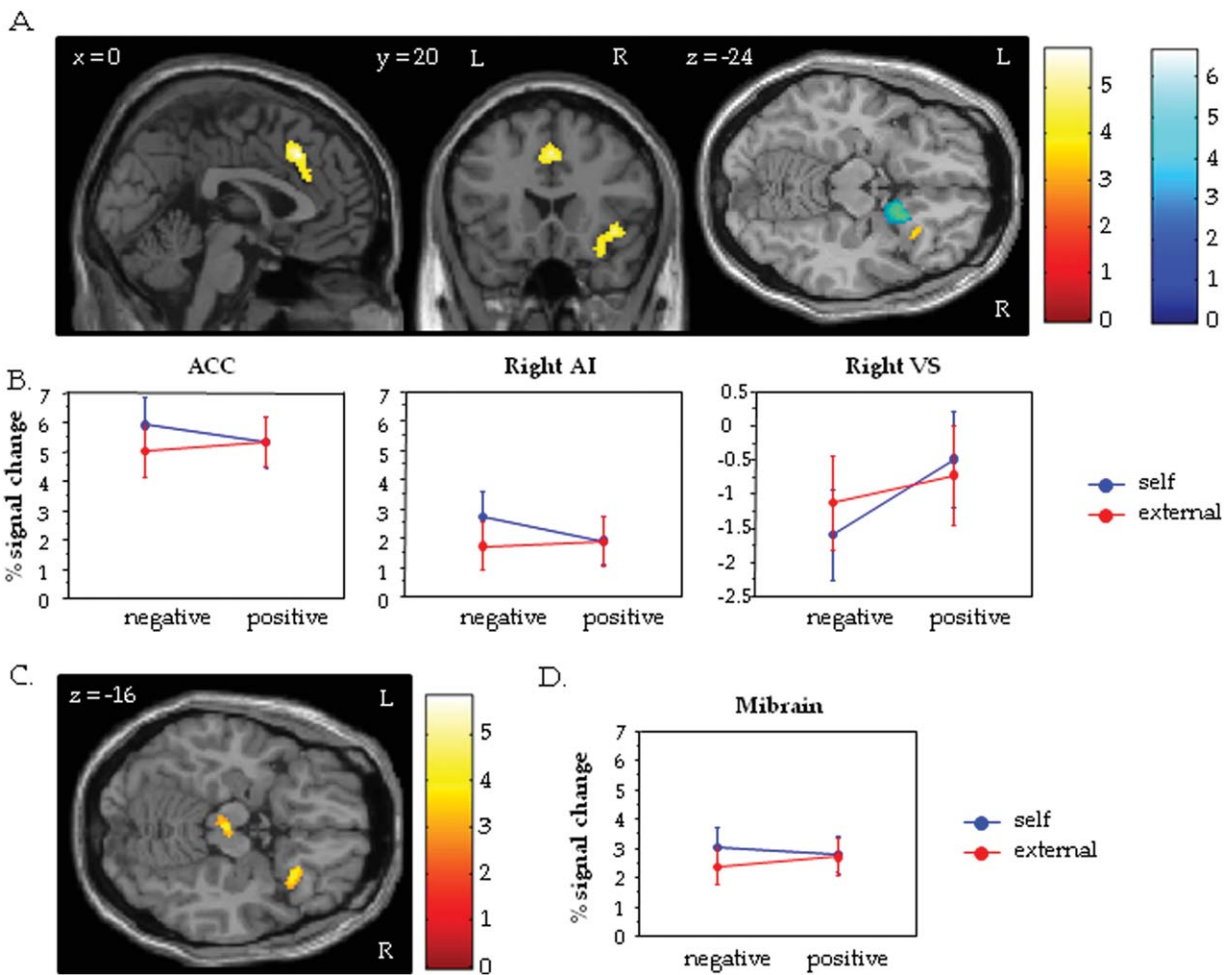 A.
x = 0
y = 20
L
R
z = -24
L
R
5
4
3
2
1
0
6
5
4
3
2
1
0
B.
ACC
Right AI
Right VS
% signal change
7
6
5
4
3
2
1
0
negative
positive
7
6
5
4
3
2
1
0
negative
positive
0.5
0
-0.5
-1
-1.5
-2
-2.5
negative
positive
self
external
C.
z = -16
L
R
5
4
3
2
1
0
D.
Mibrain
% signal change
7
6
5
4
3
2
1
0
negative
positive
self
external